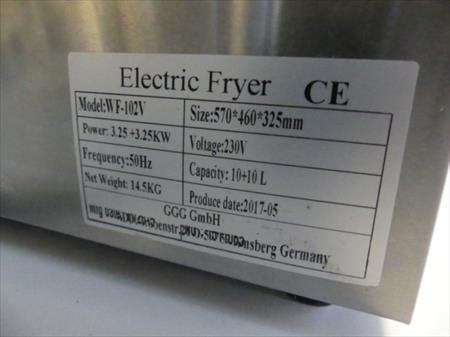 Electric Fryer CE
Model:WF-102V Size:570*460*325mm
Power: 3.25+3.25KW Voltage:230V
Frequency:50Hz Capacity: 10+10 L
Net Weight: 14.5KG Produce date:2017-05
GGG GmbH
Germany